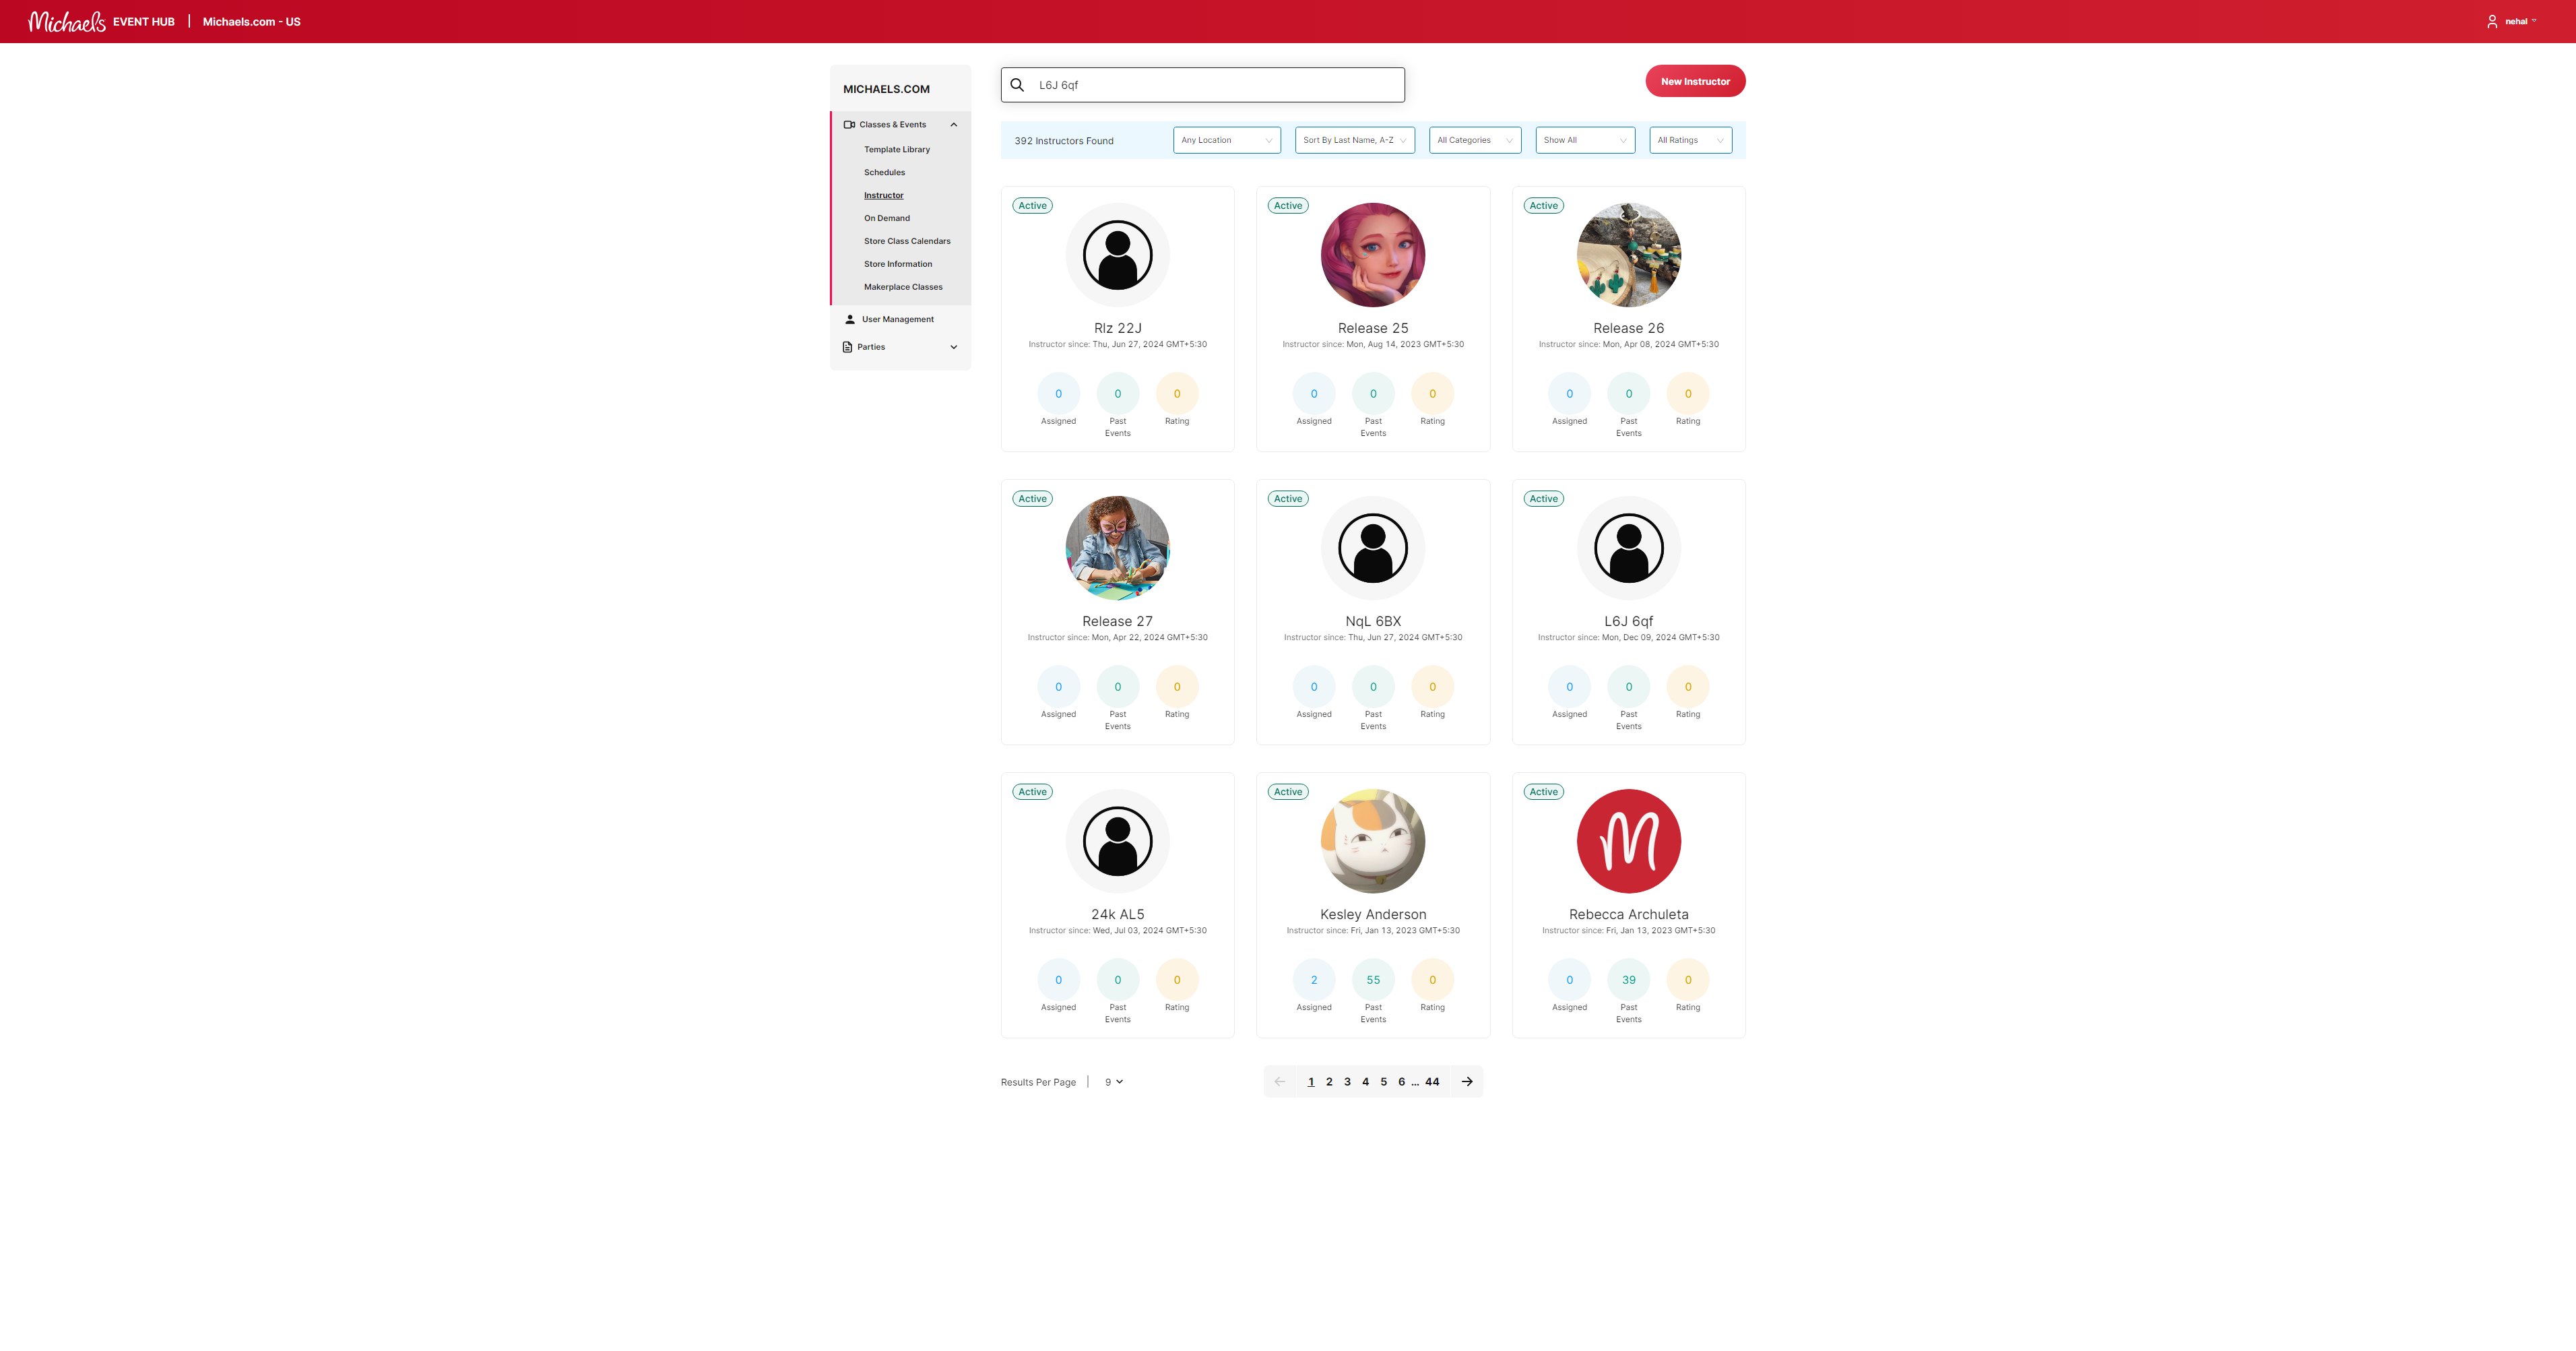 Michaels EVENT HUB | Michaels.com - US
nehal
MICHAELS.COM
Classes & Events
Template Library
Schedules
Instructor
On Demand
Store Class Calendars
Store Information
Makerplace Classes
User Management
Parties
L6J 6qf
New Instructor
392 Instructors Found
Any Location
Sort By Last Name, A-Z
All Categories
Show All
All Ratings
Active
Rlz 22J
Instructor since: Thu, Jun 27, 2024 GMT+5:30
0
0
0
Assigned
Past
Events
Rating
Active
Release 25
Instructor since: Mon, Aug 14, 2023 GMT+5:30
0
0
0
Assigned
Past
Events
Rating
Active
Release 26
Instructor since: Mon, Apr 08, 2024 GMT+5:30
0
0
0
Assigned
Past
Events
Rating
Active
Release 27
Instructor since: Mon, Apr 22, 2024 GMT+5:30
0
0
0
Assigned
Past
Events
Rating
Active
NqL 6BX
Instructor since: Thu, Jun 27, 2024 GMT+5:30
0
0
0
Assigned
Past
Events
Rating
Active
L6J 6qf
Instructor since: Mon, Dec 09, 2024 GMT+5:30
0
0
0
Assigned
Past
Events
Rating
Active
24k AL5
Instructor since: Wed, Jul 03, 2024 GMT+5:30
0
0
0
Assigned
Past
Events
Rating
Active
Kesley Anderson
Instructor since: Fri, Jan 13, 2023 GMT+5:30
2
55
0
Assigned
Past
Events
Rating
Active
M
Rebecca Archuleta
Instructor since: Fri, Jan 13, 2023 GMT+5:30
0
39
0
Assigned
Past
Events
Rating
Results Per Page | 9
1 2 3 4 5 6 ... 44